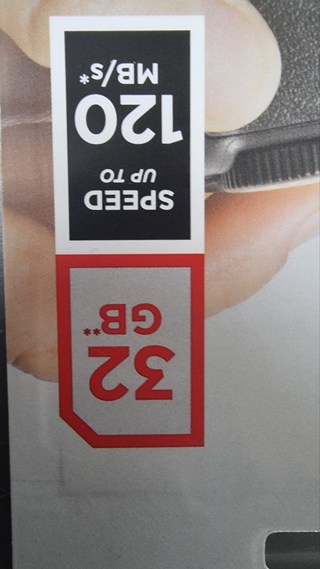 32
GB**
SPEED
UP TO
120
MB/s*